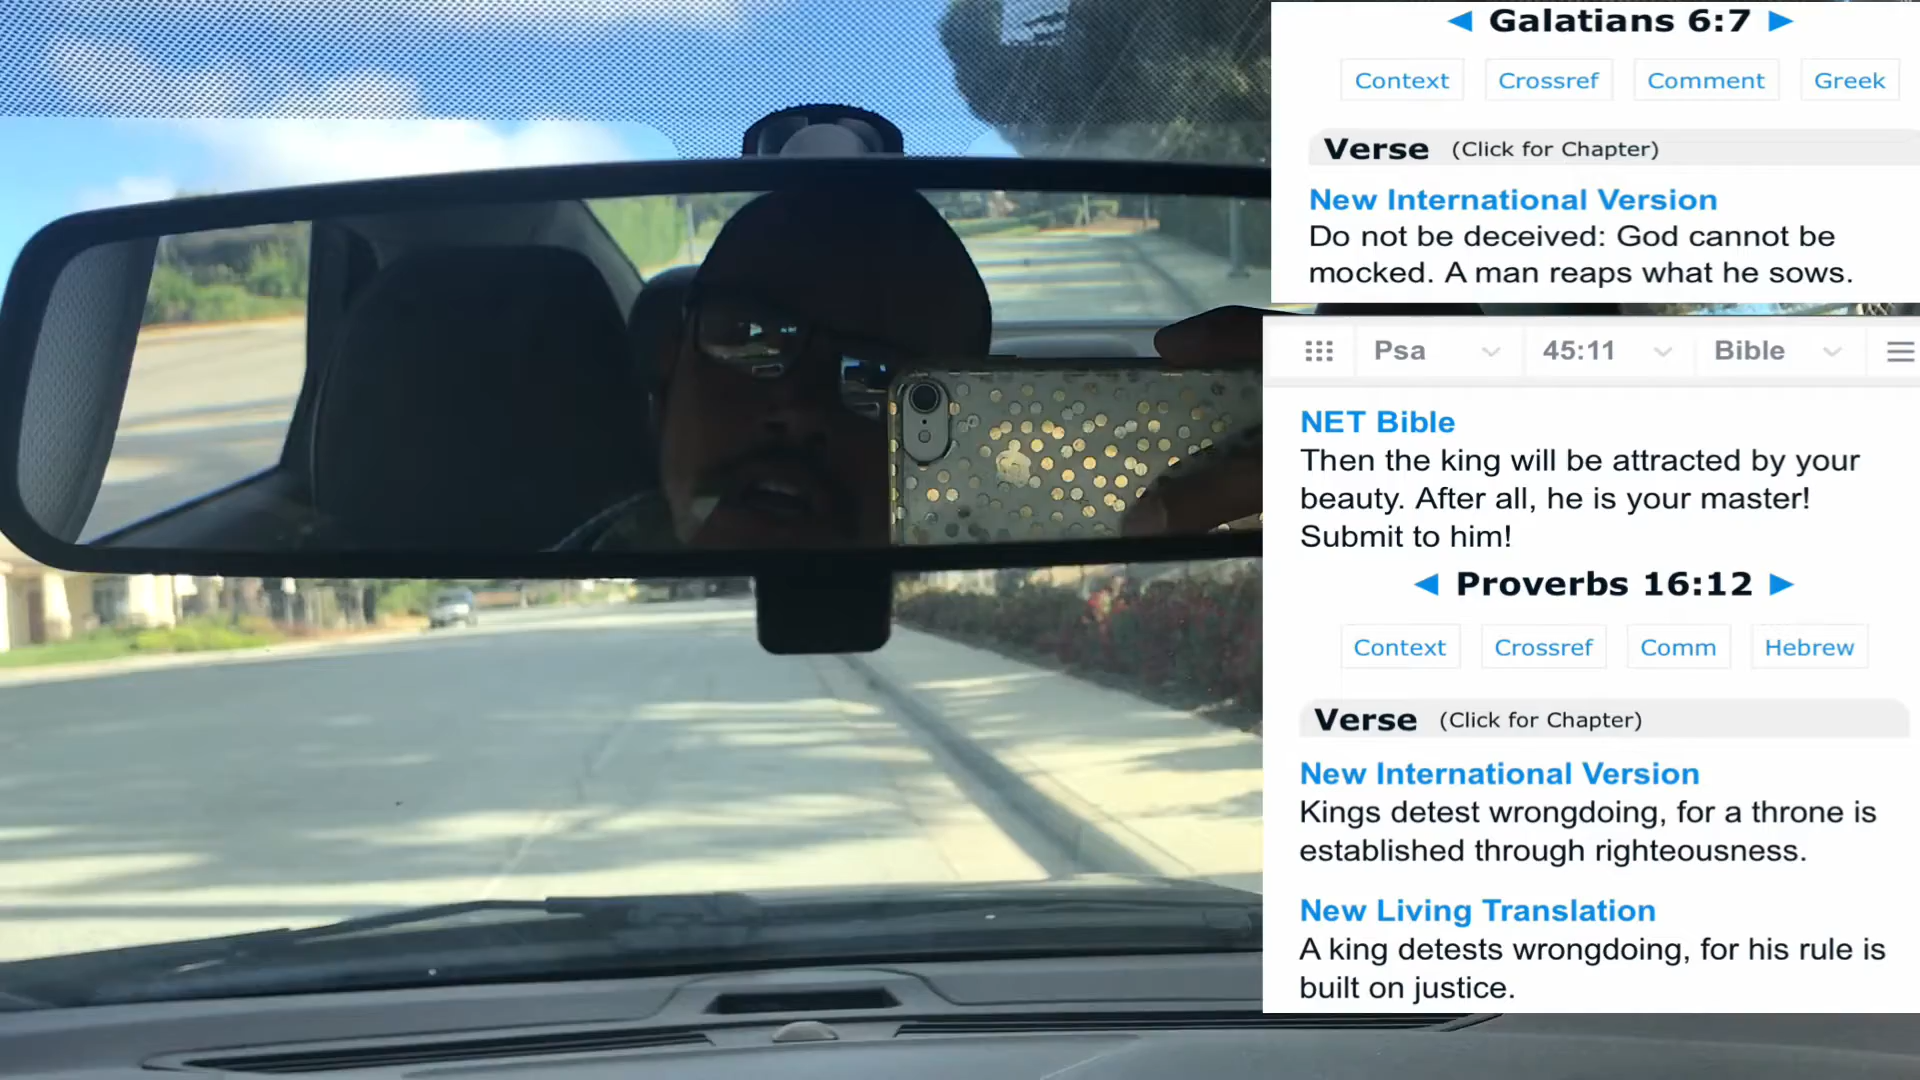 ◄ Galatians 6:7 ►
Context Crossref Comment Greek
Verse (Click for Chapter)
New International Version
Do not be deceived: God cannot be
mocked. A man reaps what he sows.
Psa 45:11 Bible
NET Bible
Then the king will be attracted by your
beauty. After all, he is your master!
Submit to him!
◄ Proverbs 16:12 ►
Context Crossref Comm Hebrew
Verse (Click for Chapter)
New International Version
Kings detest wrongdoing, for a throne is
established through righteousness.
New Living Translation
A king detests wrongdoing, for his rule is
built on justice.